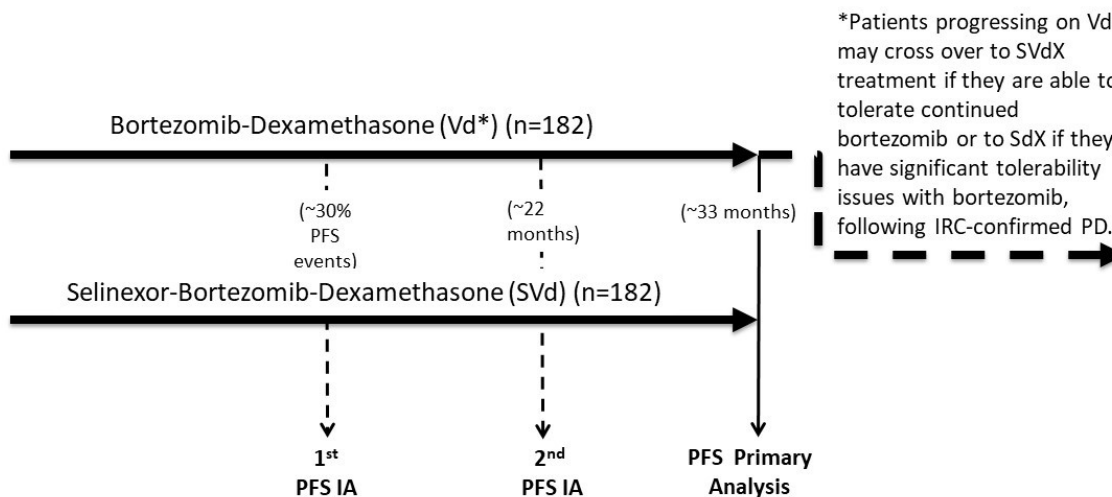 *Patients progressing on Vd
may cross over to SVdX
treatment if they are able to
tolerate continued
bortezomib or to SdX if they
have significant tolerability
issues with bortezomib,
following IRC-confirmed PD.
Bortezomib-Dexamethasone (Vd*) (n=182)
(~30%
PFS
events)
(~22
months)
(~33 months)
Selinexor-Bortezomib-Dexamethasone (SVd) (n=182)
1st
PFS IA
2nd
PFS IA
PFS Primary
Analysis